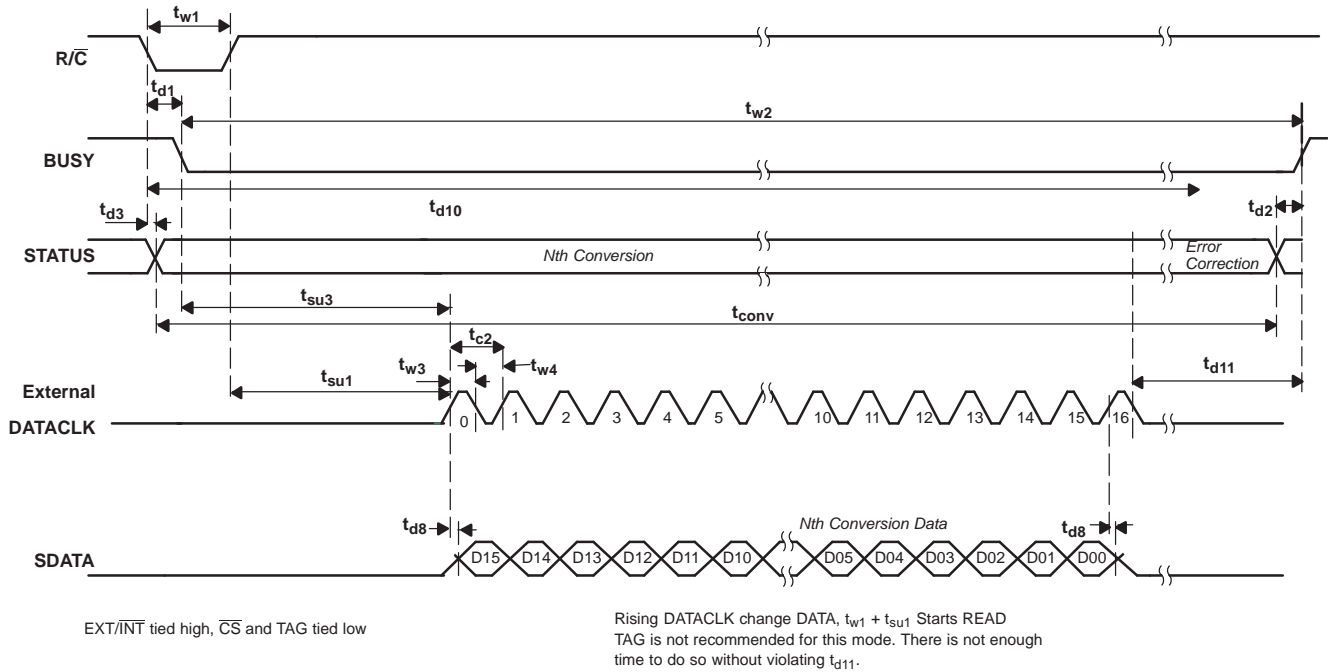 tw1
R/C̅
td1
tw2
BUSY
td3
td10
td2
STATUS
Nth Conversion
Error
Correction
tsu3
tconv
tc2
tw3
tw4
tsu1
td11
External
DATACLK
0 1 2 3 4 5 10 11 12 13 14 15 16
Nth Conversion Data
td8
td8
SDATA
D15 D14 D13 D12 D11 D10 D05 D04 D03 D02 D01 D00
EXT/I̅N̅T̅ tied high, C̅S̅ and TAG tied low
Rising DATACLK change DATA, tw1 + tsu1 Starts READ
TAG is not recommended for this mode. There is not enough
time to do so without violating td11.